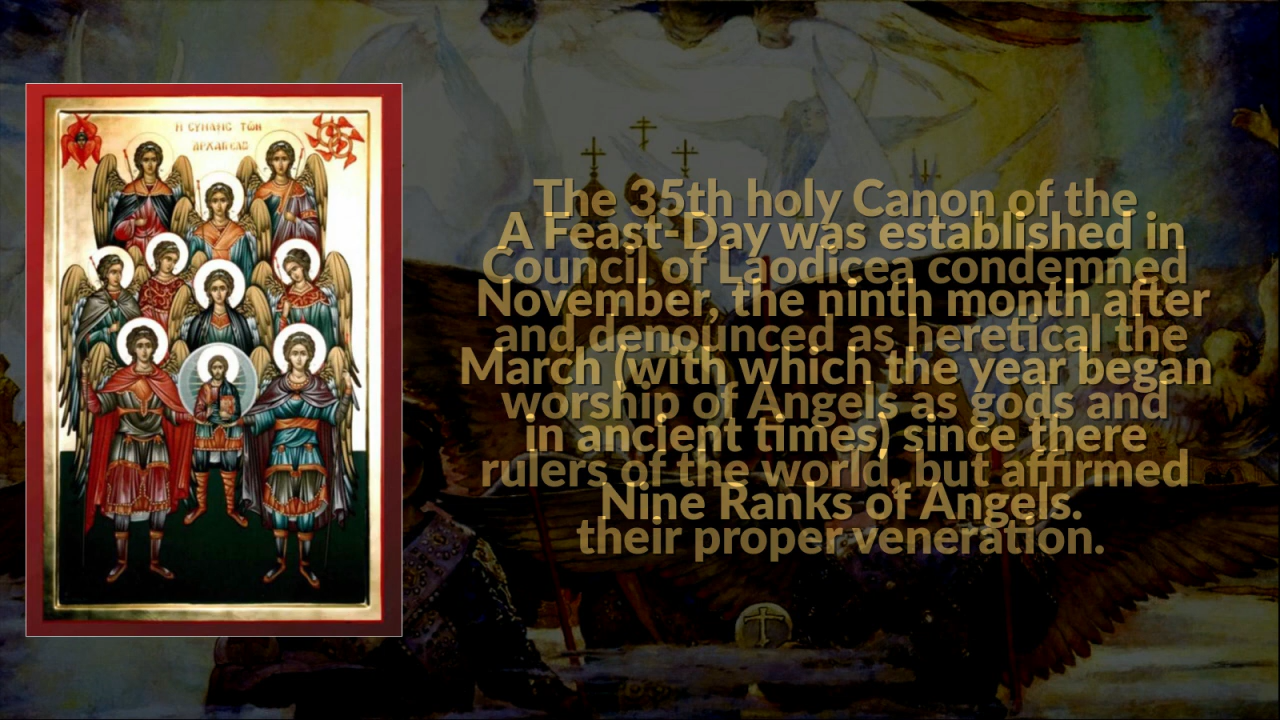 Η CΥΝΑΞΙC ΤΩΝ
The 35th holy Canon of the
Council of Laodicea condemned
and denounced as heretical the
worship of Angels as gods and
rulers of the world, but affirmed
their proper veneration.
A Feast-Day was established in
November, the ninth month after
March (with which the year began
in ancient times) since there
Nine Ranks of Angels.